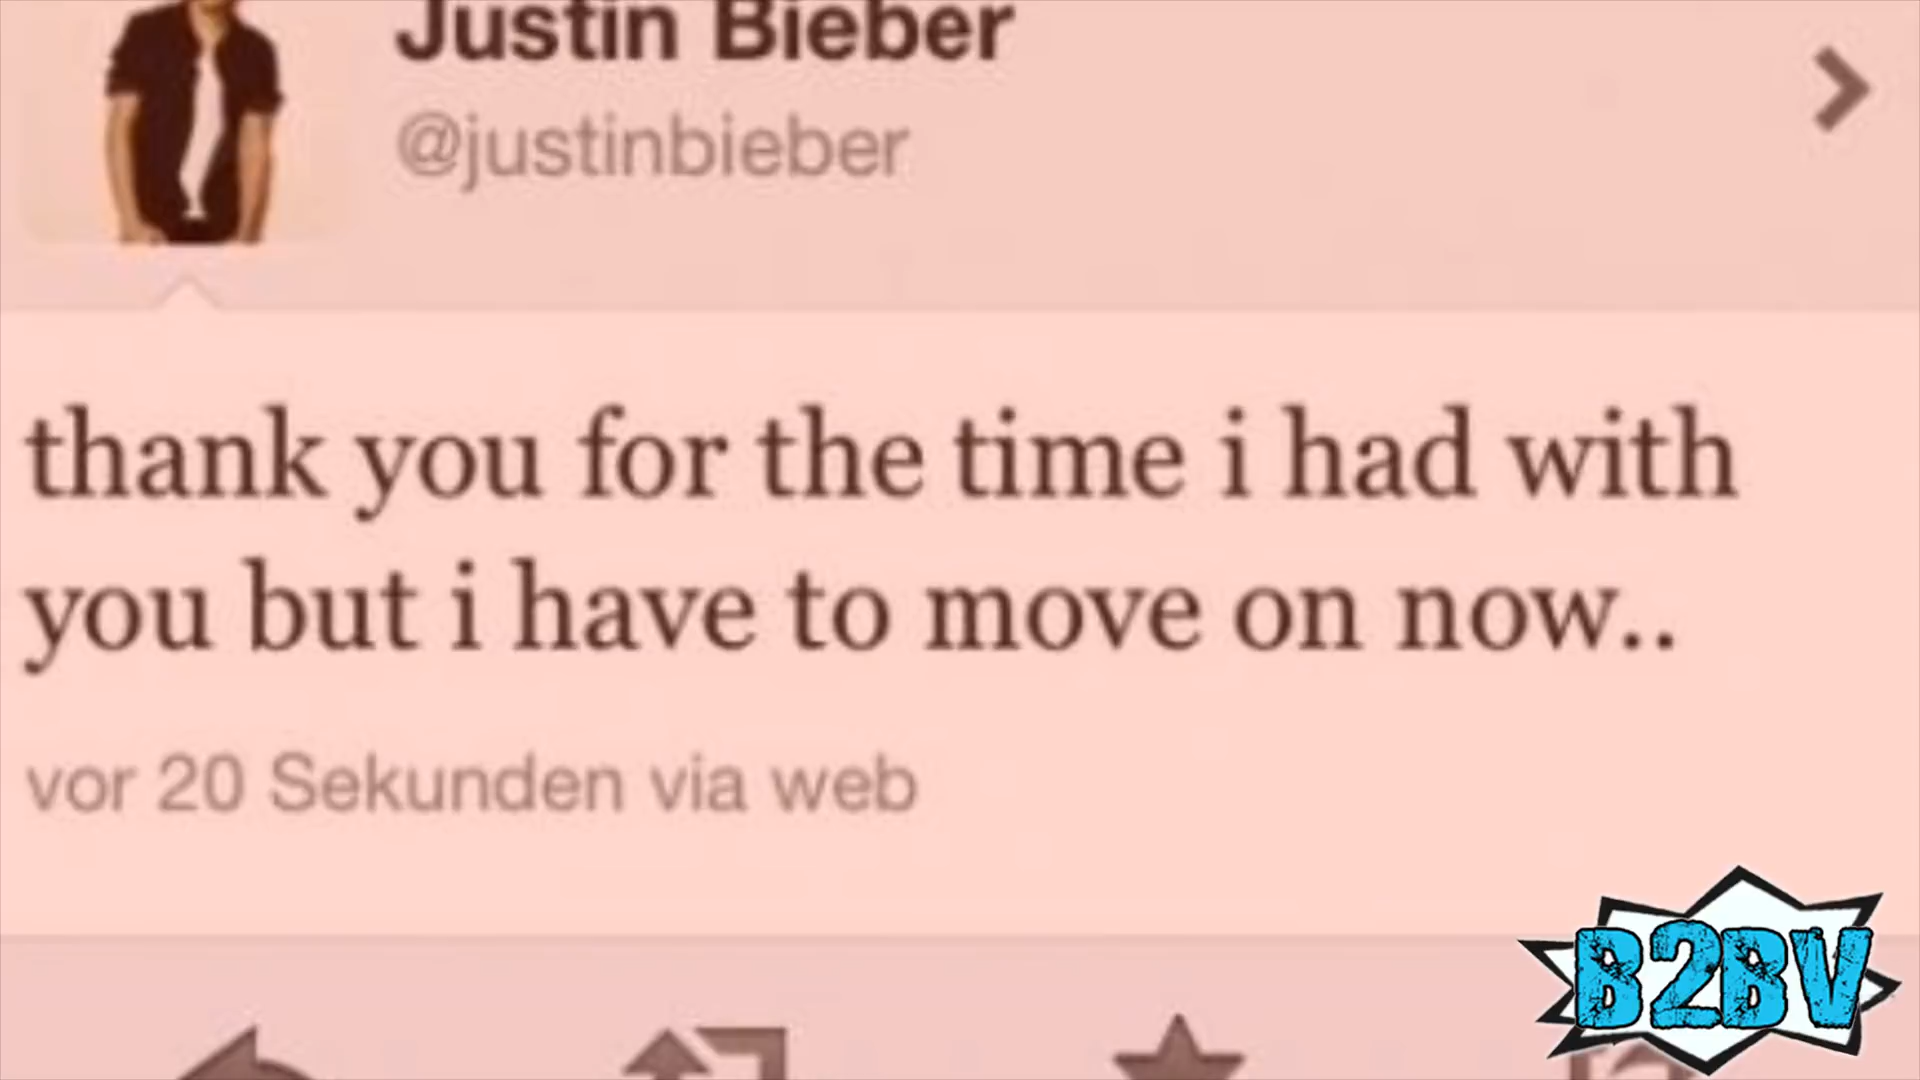 Justin Bieber
@justinbieber
thank you for the time i had with
you but i have to move on now..
vor 20 Sekunden via web
B2BV